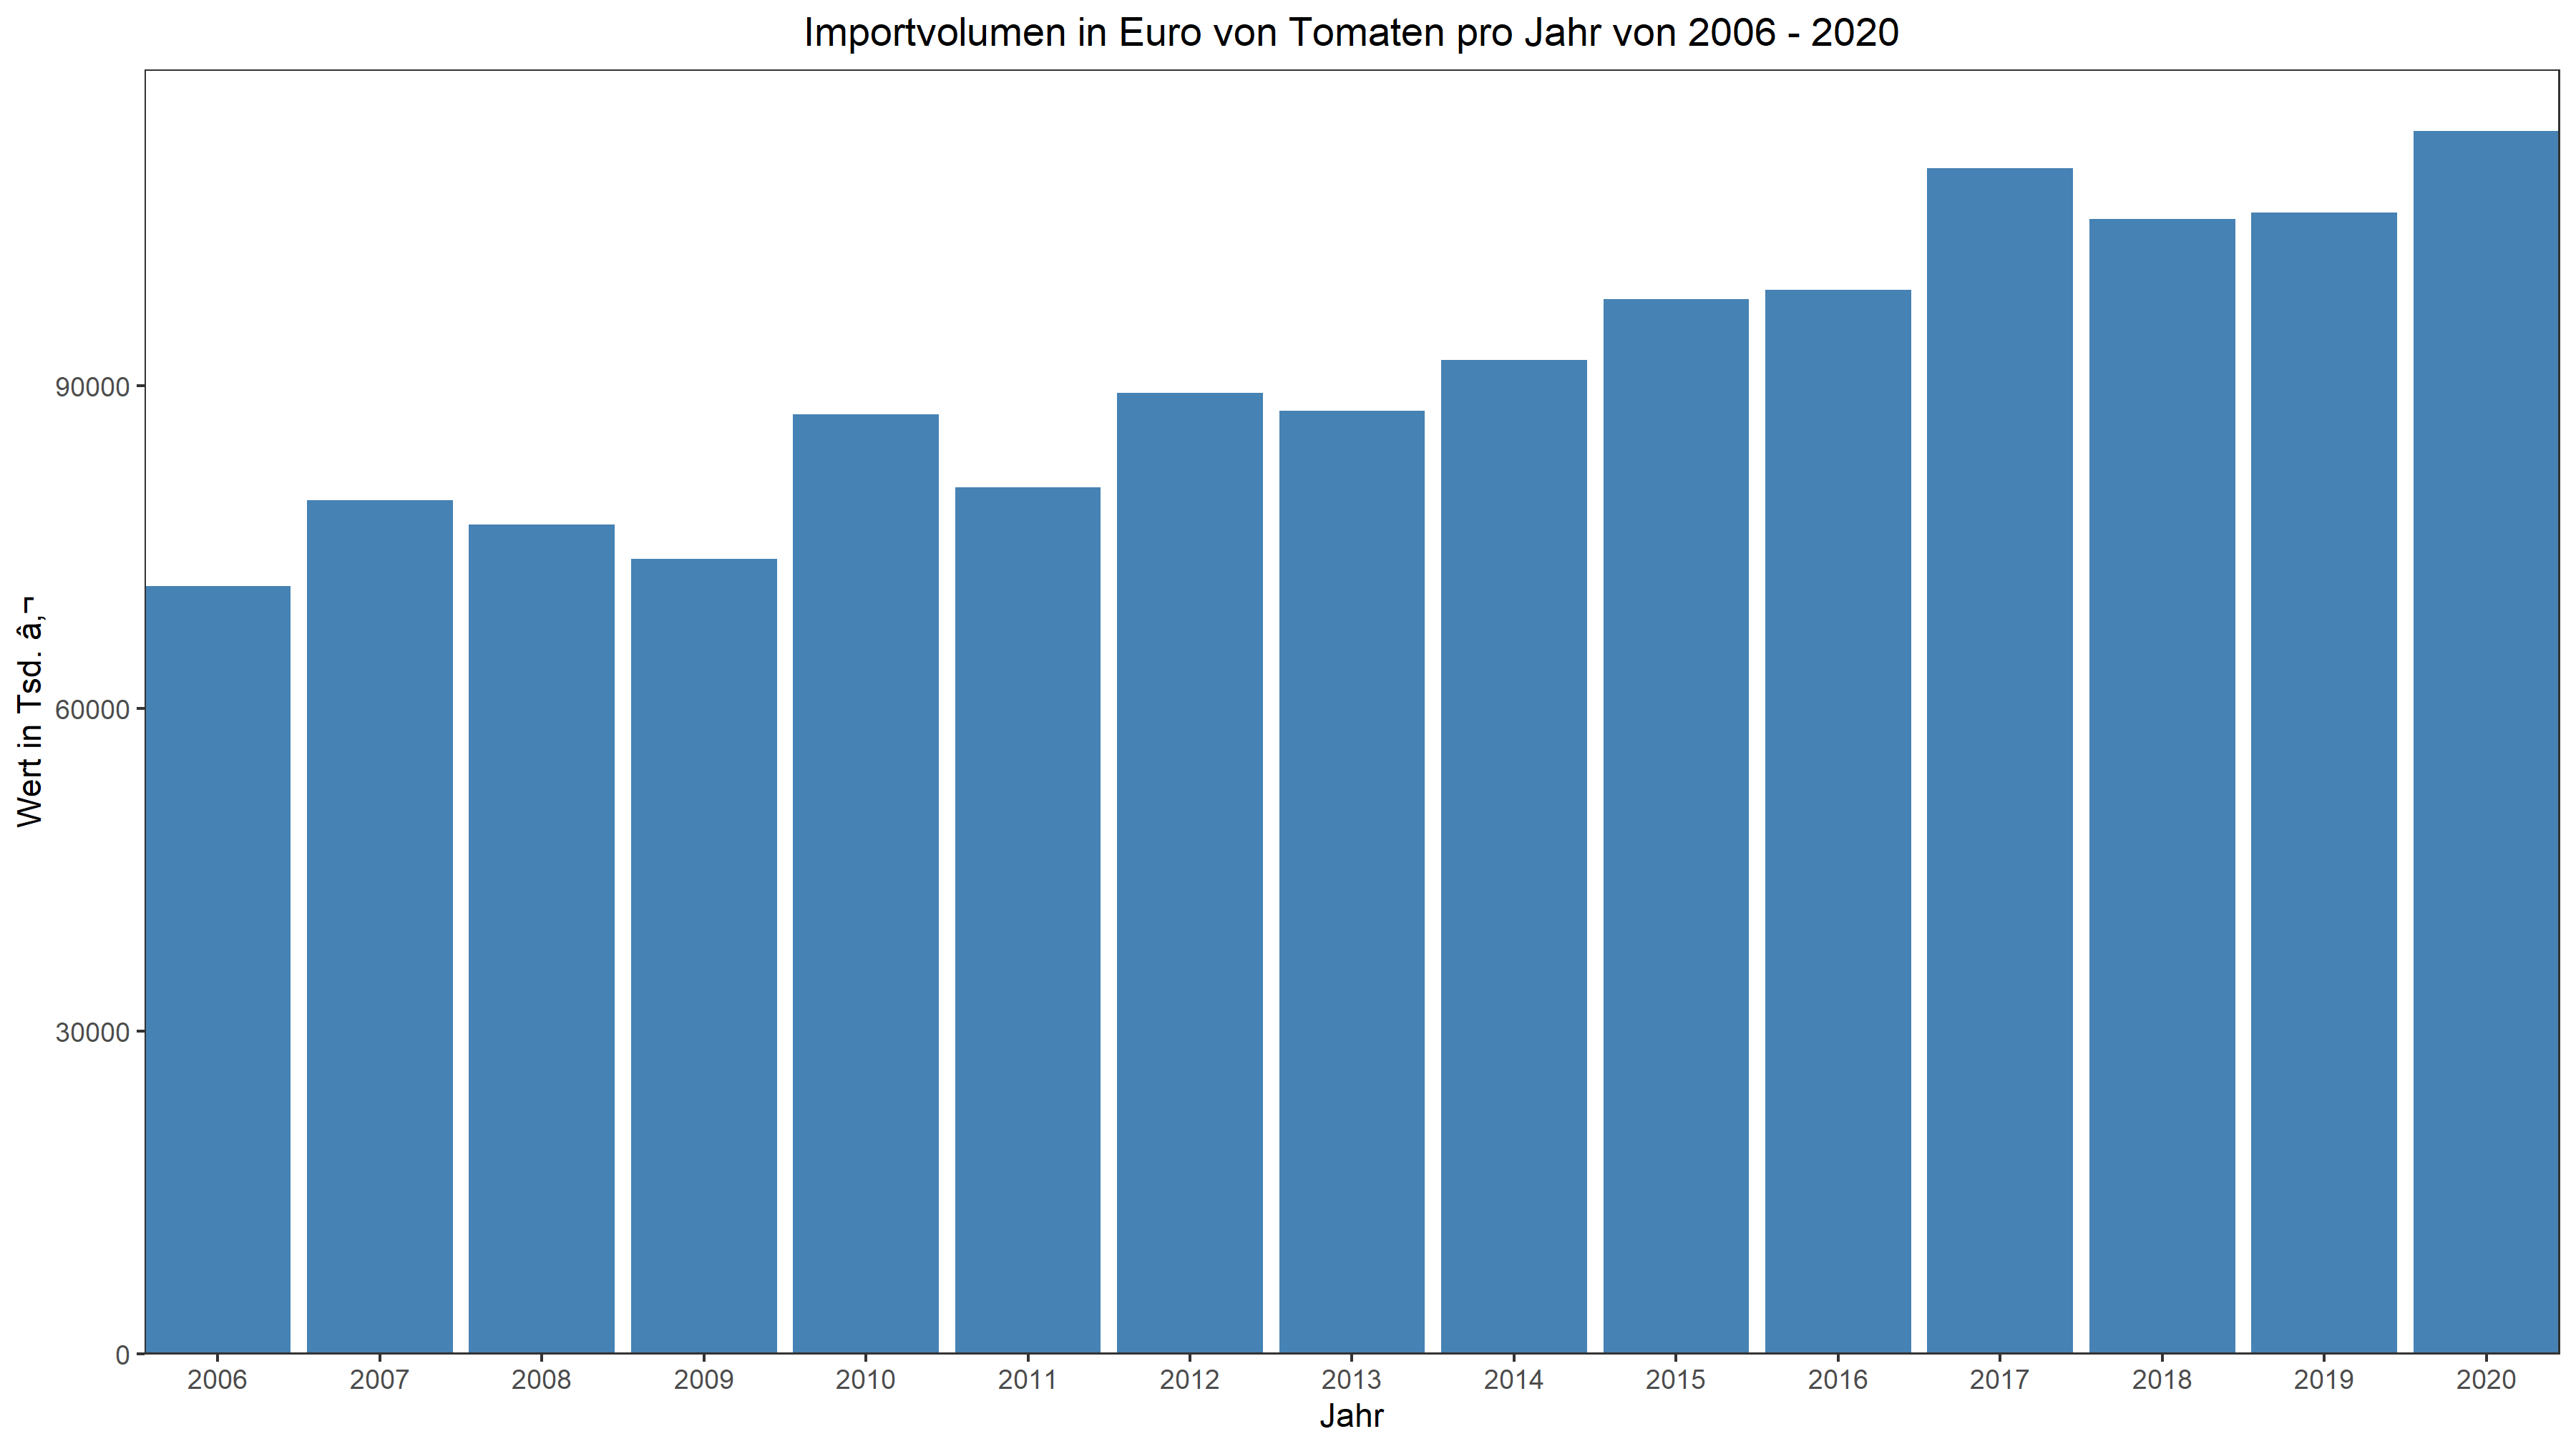 Importvolumen in Euro von Tomaten pro Jahr von 2006 - 2020
Wert in Tsd. â‚¬
90000
60000
30000
0
2006 2007 2008 2009 2010 2011 2012 2013 2014 2015 2016 2017 2018 2019 2020
Jahr